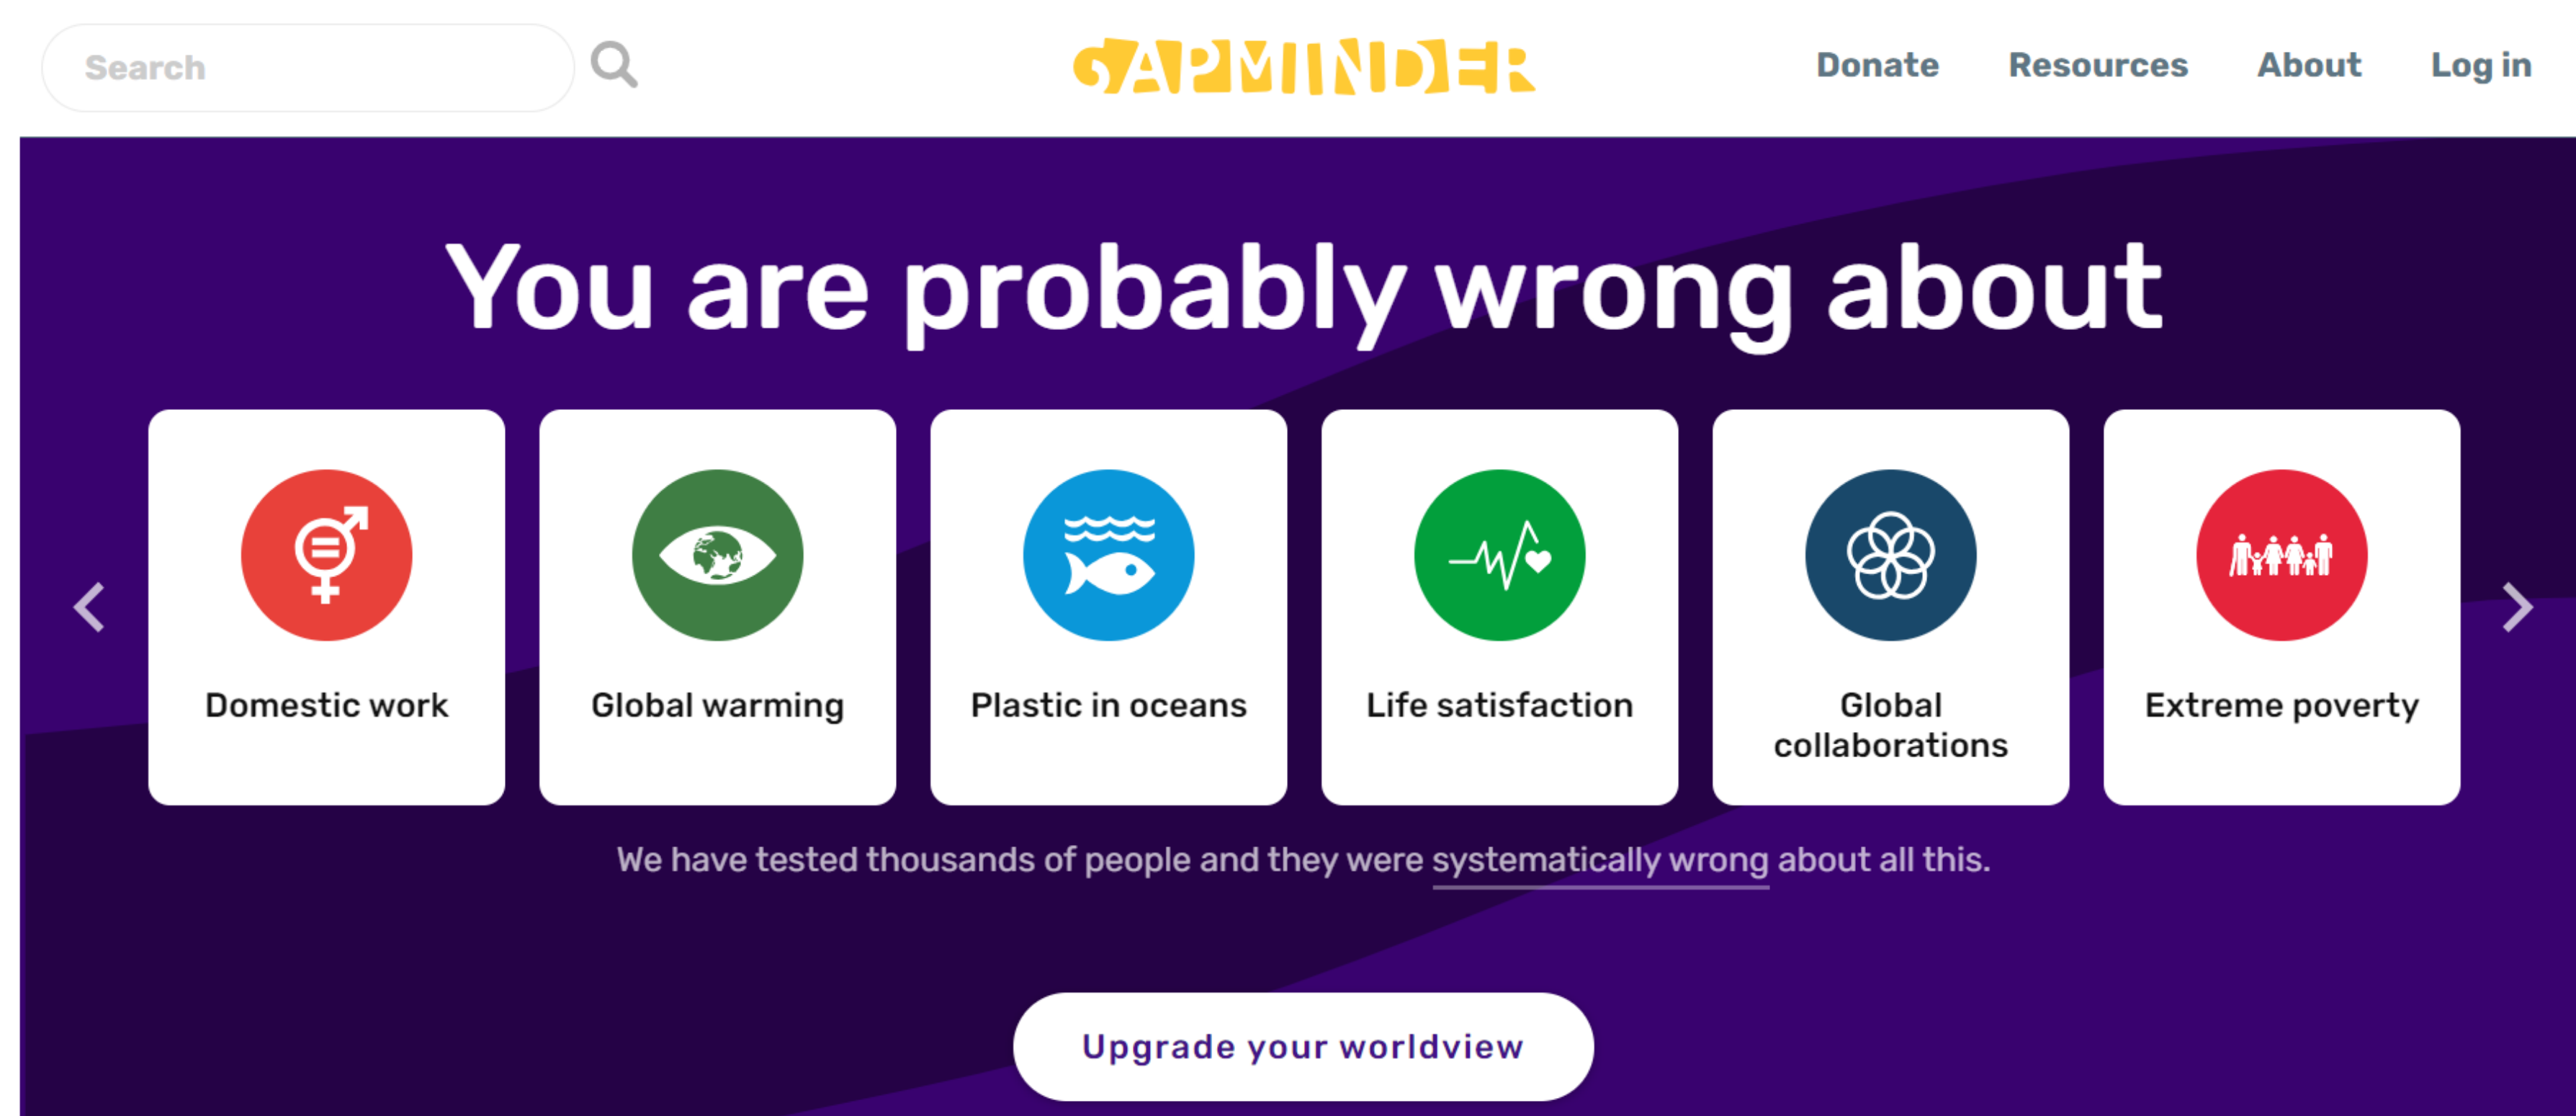 Search
GAPMINDER
Donate
Resources
About
Log in
You are probably wrong about
Domestic work
Global warming
Plastic in oceans
Life satisfaction
Global
collaborations
Extreme poverty
We have tested thousands of people and they were systematically wrong about all this.
Upgrade your worldview